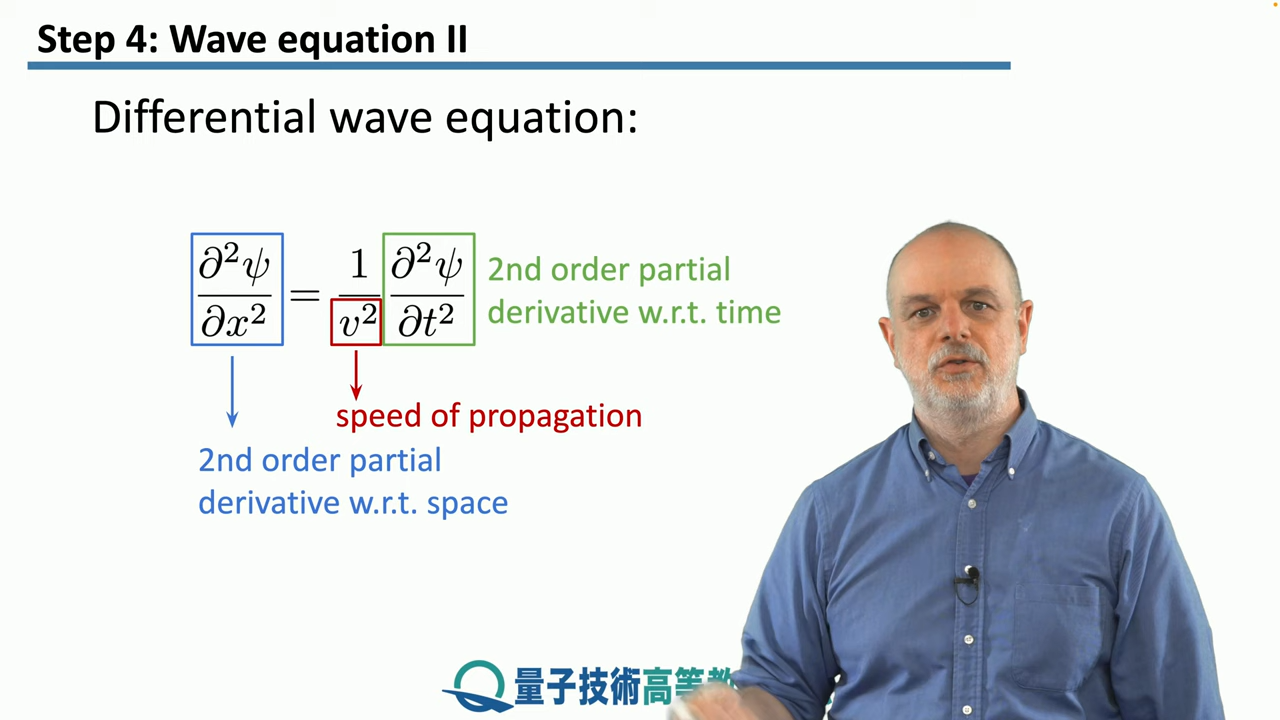 Step 4: Wave equation II
Differential wave equation:
∂²ψ/∂x² = 1/v² ∂²ψ/∂t²
2nd order partial
derivative w.r.t. time
speed of propagation
2nd order partial
derivative w.r.t. space
量子技術高等教